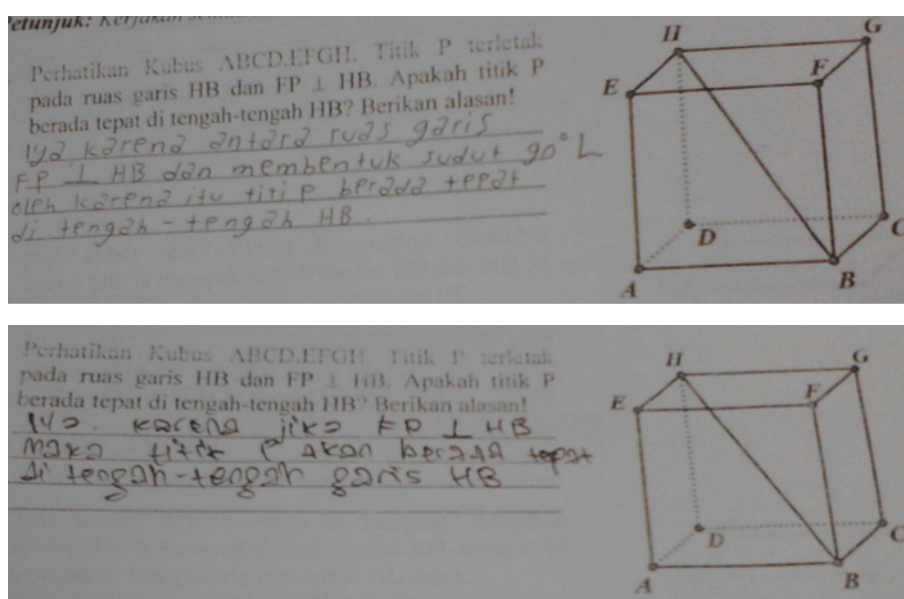 Petunjuk: Kerjakan
Perhatikan Kubus ABCD.EFGH. Titik P terletak
pada ruas garis HB dan FP ⊥ HB. Apakah titik P
berada tepat di tengah-tengah HB? Berikan alasan!
Iya karena antara ruas garis
FP ⊥ HB dan membentuk sudut 90° L
oleh karena itu titi P berada tepat
di tengah - tengah HB.
H
G
E
F
D
C
A
B
Perhatikan Kubus ABCD.EFGH. Titik P terletak
pada ruas garis HB dan FP ⊥ HB. Apakah titik P
berada tepat di tengah-tengah HB? Berikan alasan!
Iya. karena jika FP ⊥ HB
maka titik P akan berada tepat
di tengah-tengah garis HB
H
G
E
F
D
C
A
B